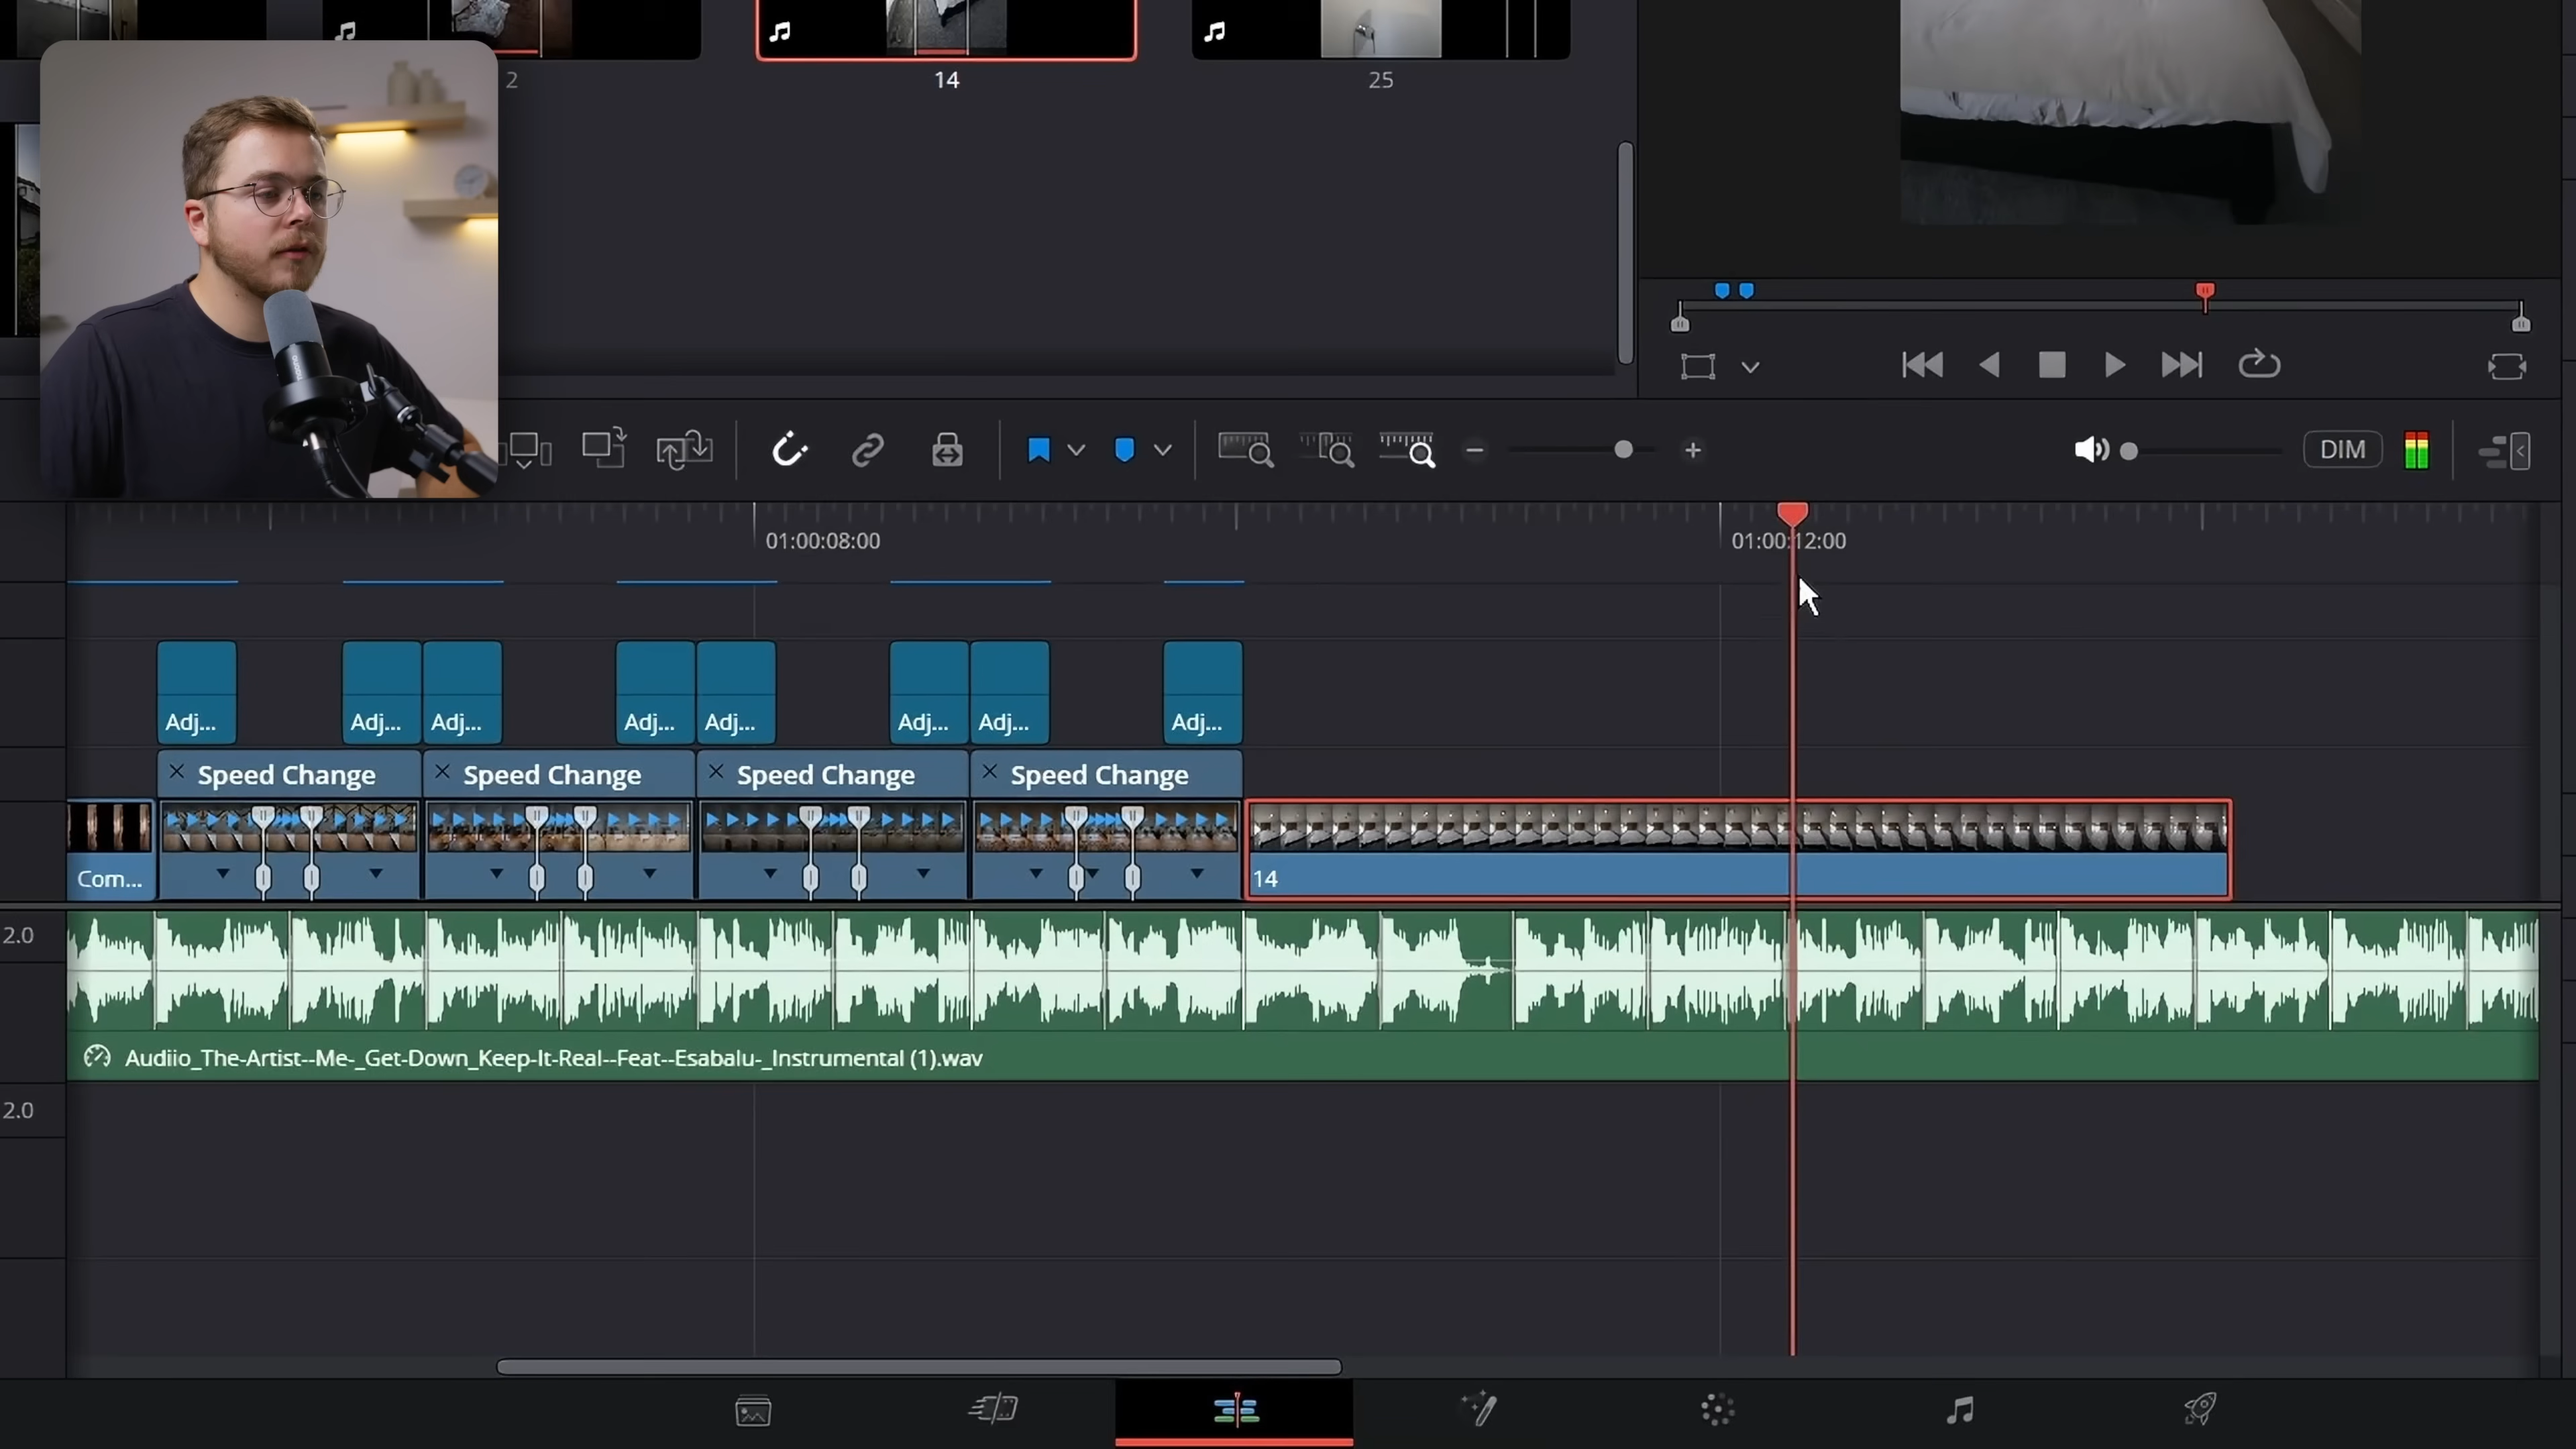 2
14
25
DIM
01:00:08:00
01:00:12:00
Adj...
Adj...
Adj...
Adj...
Adj...
Adj...
Adj...
Adj...
Speed Change
Speed Change
Speed Change
Speed Change
Com...
14
2.0
Audiio_The-Artist--Me-_Get-Down_Keep-It-Real--Feat--Esabalu-_Instrumental (1).wav
2.0